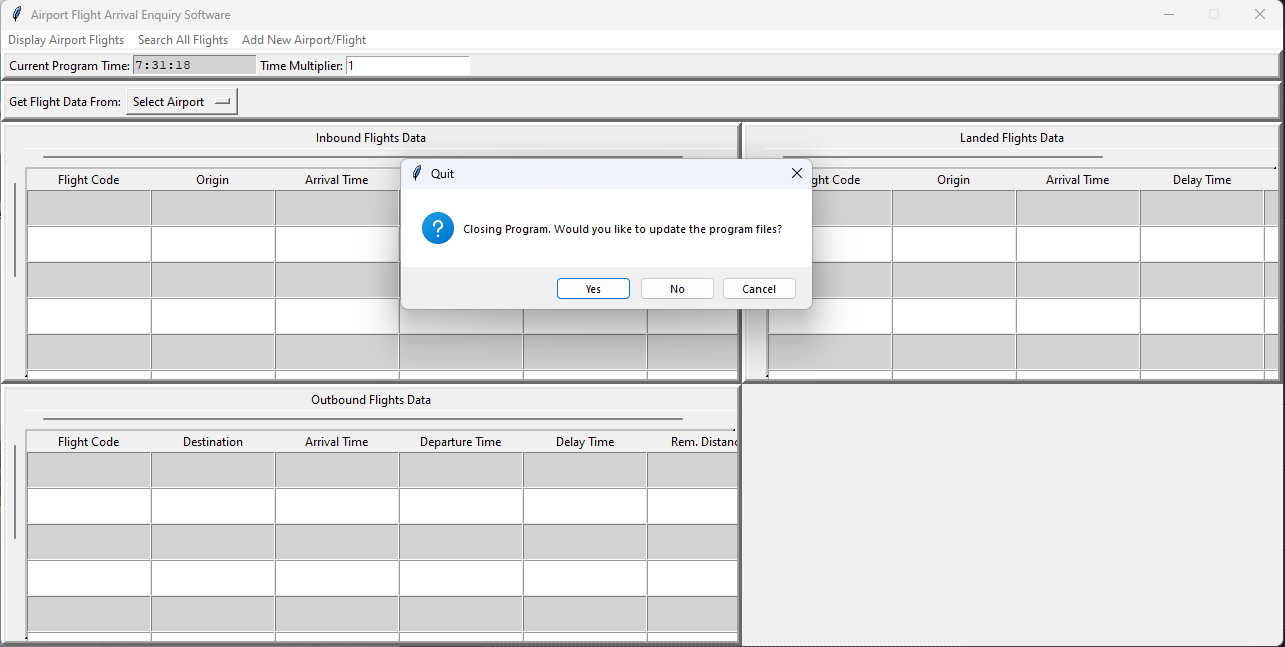 Airport Flight Arrival Enquiry Software
Display Airport Flights Search All Flights Add New Airport/Flight
Current Program Time: 7:31:18 Time Multiplier: 1
Get Flight Data From: Select Airport
Inbound Flights Data
Flight Code Origin Arrival Time
Landed Flights Data
ght Code Origin Arrival Time Delay Time
Quit
?
Closing Program. Would you like to update the program files?
Yes No Cancel
Outbound Flights Data
Flight Code Destination Arrival Time Departure Time Delay Time Rem. Distanc